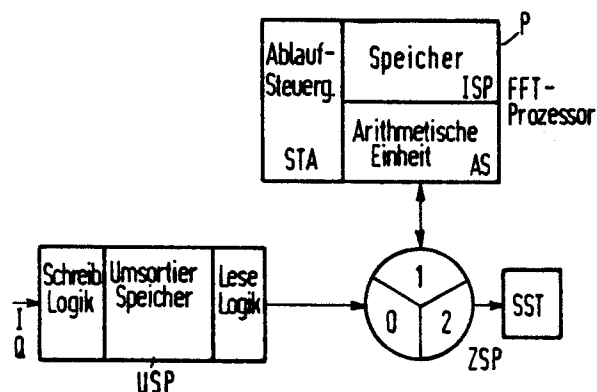 P
Ablauf-
Steuerg.
STA
Speicher
ISP
Arithmetische
Einheit
AS
FFT-
Prozessor
I
Q
Schreib
Logik
Umsortier
Speicher
Lese
Logik
USP
1
0
2
ZSP
SST